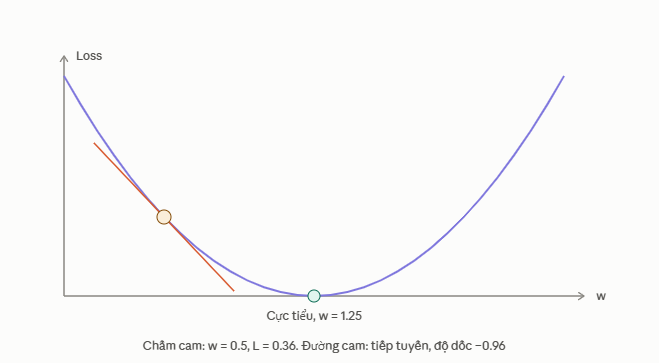 Loss
w
Cực tiểu, w = 1.25
Chấm cam: w = 0.5, L = 0.36. Đường cam: tiếp tuyến, độ dốc −0.96